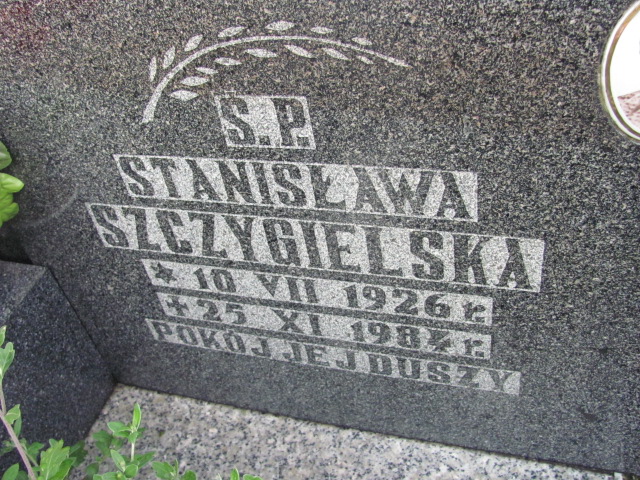 Ś.P.
STANISŁAWA
SZCZYGIELSKA
* 10 VII 1926 r.
+ 25 XI 1984 r.
POKÓJ JEJ DUSZY